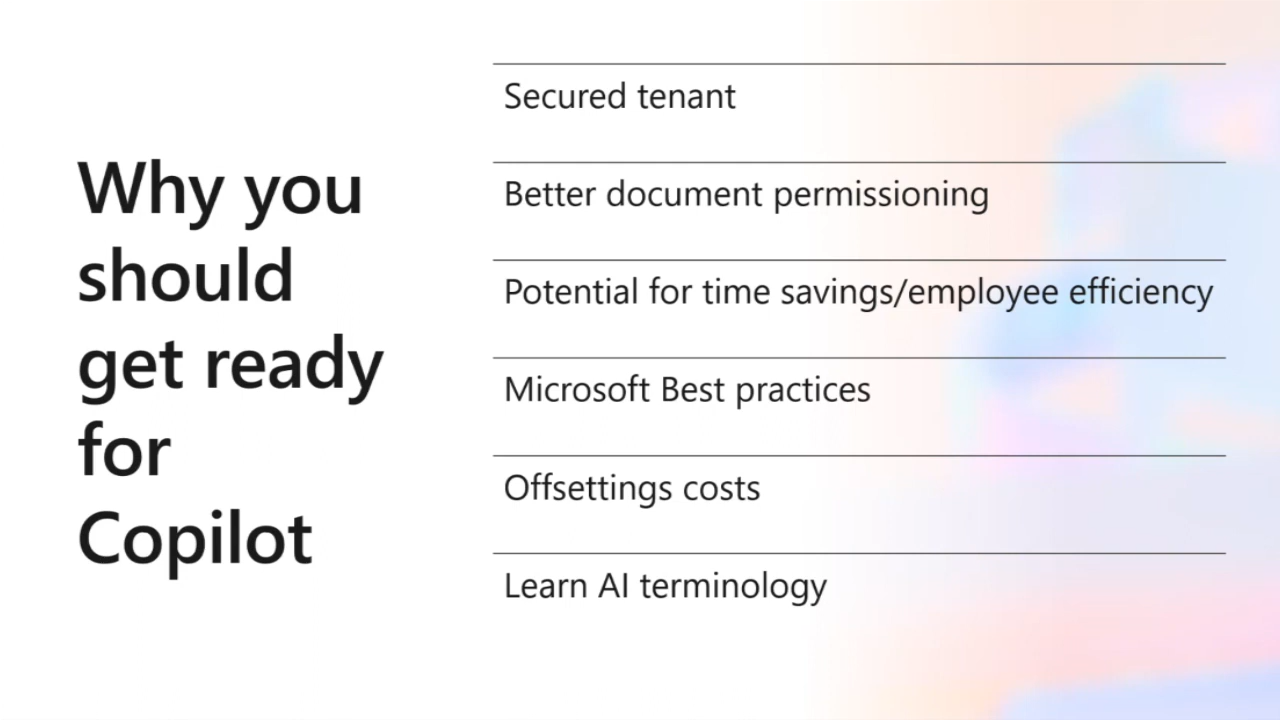 Why you
should
get ready
for
Copilot
Secured tenant
Better document permissioning
Potential for time savings/employee efficiency
Microsoft Best practices
Offsettings costs
Learn AI terminology